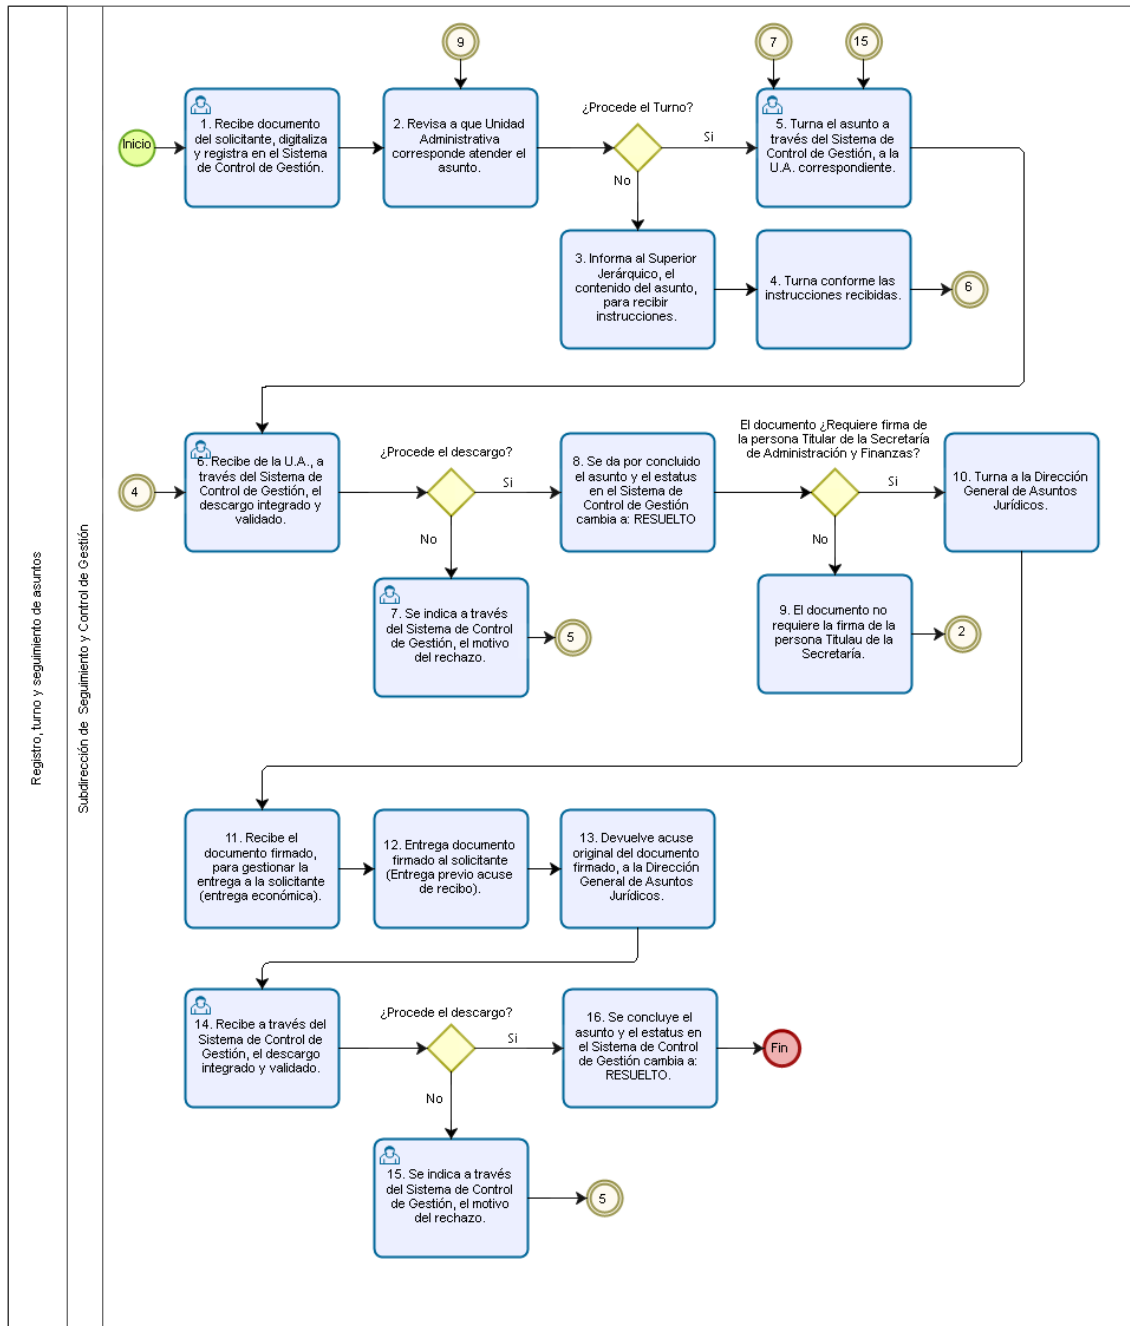 Registro, turno y seguimiento de asuntos
Subdirección de Seguimiento y Control de Gestión
9
7
15
Inicio
1. Recibe documento
del solicitante, digitaliza
y registra en el Sistema
de Control de Gestión.
2. Revisa a que Unidad
Administrativa
corresponde atender el
asunto.
¿Procede el Turno?
Si
No
5. Turna el asunto a
través del Sistema de
Control de Gestión, a la
U.A. correspondiente.
3. Informa al Superior
Jerárquico, el
contenido del asunto,
para recibir
instrucciones.
4. Turna conforme las
instrucciones recibidas.
6
4
6. Recibe de la U.A., a
través del Sistema de
Control de Gestión, el
descargo integrado y
validado.
¿Procede el descargo?
Si
No
8. Se da por concluido
el asunto y el estatus
en el Sistema de
Control de Gestión
cambia a: RESUELTO
El documento ¿Requiere firma de
la persona Titular de la Secretaría
de Administración y Finanzas?
Si
No
10. Turna a la Dirección
General de Asuntos
Jurídicos.
7. Se indica a través
del Sistema de Control
de Gestión, el motivo
del rechazo.
5
9. El documento no
requiere la firma de la
persona Titulau de la
Secretaría.
2
11. Recibe el
documento firmado,
para gestionar la
entrega a la solicitante
(entrega económica).
12. Entrega documento
firmado al solicitante
(Entrega previo acuse
de recibo).
13. Devuelve acuse
original del documento
firmado, a la Dirección
General de Asuntos
Jurídicos.
14. Recibe a través del
Sistema de Control de
Gestión, el descargo
integrado y validado.
¿Procede el descargo?
Si
No
16. Se concluye el
asunto y el estatus en
el Sistema de Control
de Gestión cambia a:
RESUELTO.
Fin
15. Se indica a través
del Sistema de Control
de Gestión, el motivo
del rechazo.
5